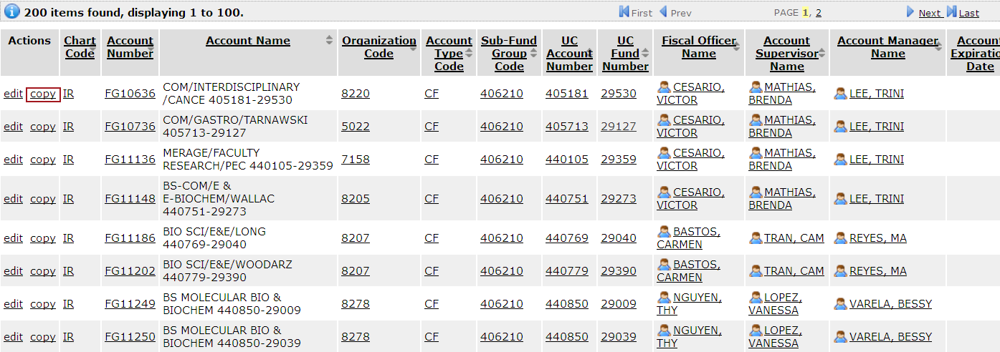 200 items found, displaying 1 to 100.
First Prev PAGE 1, 2 Next Last
Actions
Chart
Code
Account
Number
Account Name
Organization
Code
Account
Type
Code
Sub-Fund
Group
Code
UC
Account
Number
UC
Fund
Number
Fiscal Officer
Name
Account
Supervisor
Name
Account Manager
Name
Account
Expiration
Date
edit copy IR FG10636
COM/INTERDISCIPLINARY
/CANCE 405181-29530
8220 CF 406210 405181 29530
CESARIO,
VICTOR
MATHIAS,
BRENDA
LEE, TRINI
edit copy IR FG10736
COM/GASTRO/TARNAWSKI
405713-29127
5022 CF 406210 405713 29127
CESARIO,
VICTOR
MATHIAS,
BRENDA
LEE, TRINI
edit copy IR FG11136
MERAGE/FACULTY
RESEARCH/PEC 440105-29359
7158 CF 406210 440105 29359
CESARIO,
VICTOR
MATHIAS,
BRENDA
LEE, TRINI
edit copy IR FG11148
BS-COM/E &
E-BIOCHEM/WALLAC
440751-29273
8205 CF 406210 440751 29273
CESARIO,
VICTOR
MATHIAS,
BRENDA
LEE, TRINI
edit copy IR FG11186
BIO SCI/E&E/LONG
440769-29040
8207 CF 406210 440769 29040
BASTOS,
CARMEN
TRAN, CAM
REYES, MA
edit copy IR FG11202
BIO SCI/E&E/WOODARZ
440779-29390
8207 CF 406210 440779 29390
BASTOS,
CARMEN
TRAN, CAM
REYES, MA
edit copy IR FG11249
BS MOLECULAR BIO &
BIOCHEM 440850-29009
8278 CF 406210 440850 29009
NGUYEN,
THY
LOPEZ,
VANESSA
VARELA, BESSY
edit copy IR FG11250
BS MOLECULAR BIO &
BIOCHEM 440850-29039
8278 CF 406210 440850 29039
NGUYEN,
THY
LOPEZ,
VANESSA
VARELA, BESSY